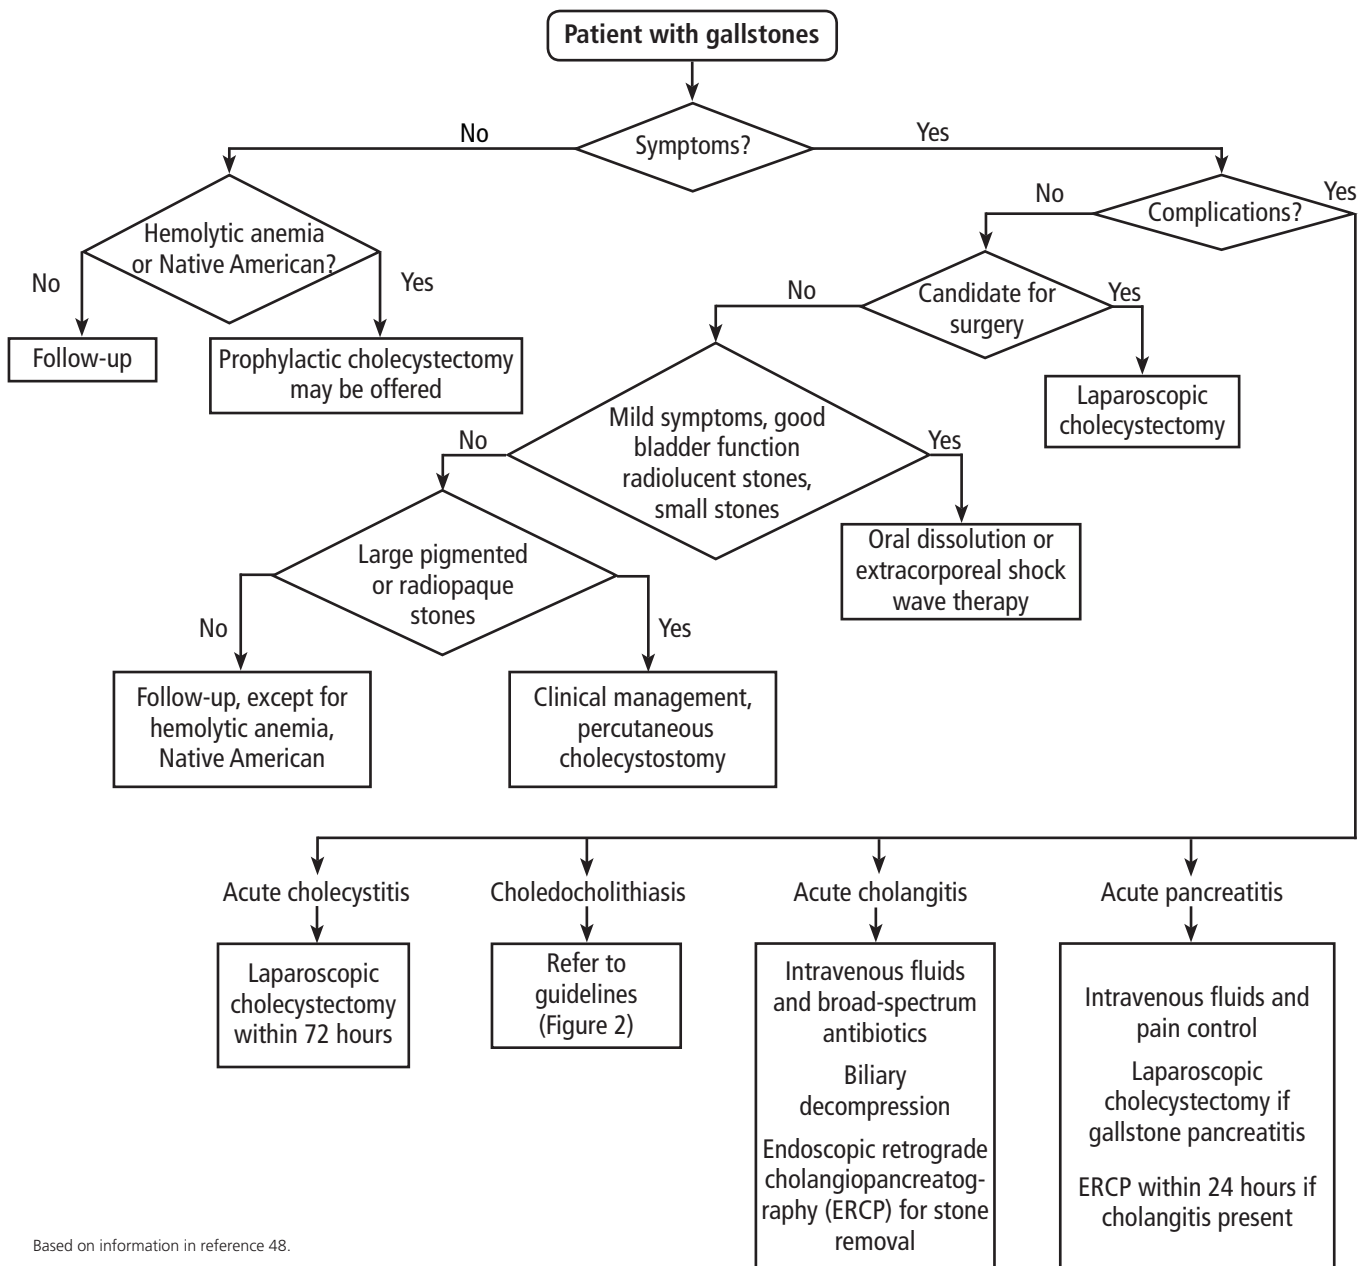 Patient with gallstones
Symptoms?
No
Yes
Hemolytic anemia
or Native American?
No
Yes
Follow-up
Prophylactic cholecystectomy
may be offered
Complications?
No
Yes
Candidate for
surgery
No
Yes
Laparoscopic
cholecystectomy
Mild symptoms, good
bladder function
radiolucent stones,
small stones
No
Yes
Oral dissolution or
extracorporeal shock
wave therapy
Large pigmented
or radiopaque
stones
No
Yes
Follow-up, except for
hemolytic anemia,
Native American
Clinical management,
percutaneous
cholecystostomy
Acute cholecystitis
Laparoscopic
cholecystectomy
within 72 hours
Choledocholithiasis
Refer to
guidelines
(Figure 2)
Acute cholangitis
Intravenous fluids
and broad-spectrum
antibiotics
Biliary
decompression
Endoscopic retrograde
cholangiopancreatog-
raphy (ERCP) for stone
removal
Acute pancreatitis
Intravenous fluids and
pain control
Laparoscopic
cholecystectomy if
gallstone pancreatitis
ERCP within 24 hours if
cholangitis present
Based on information in reference 48.